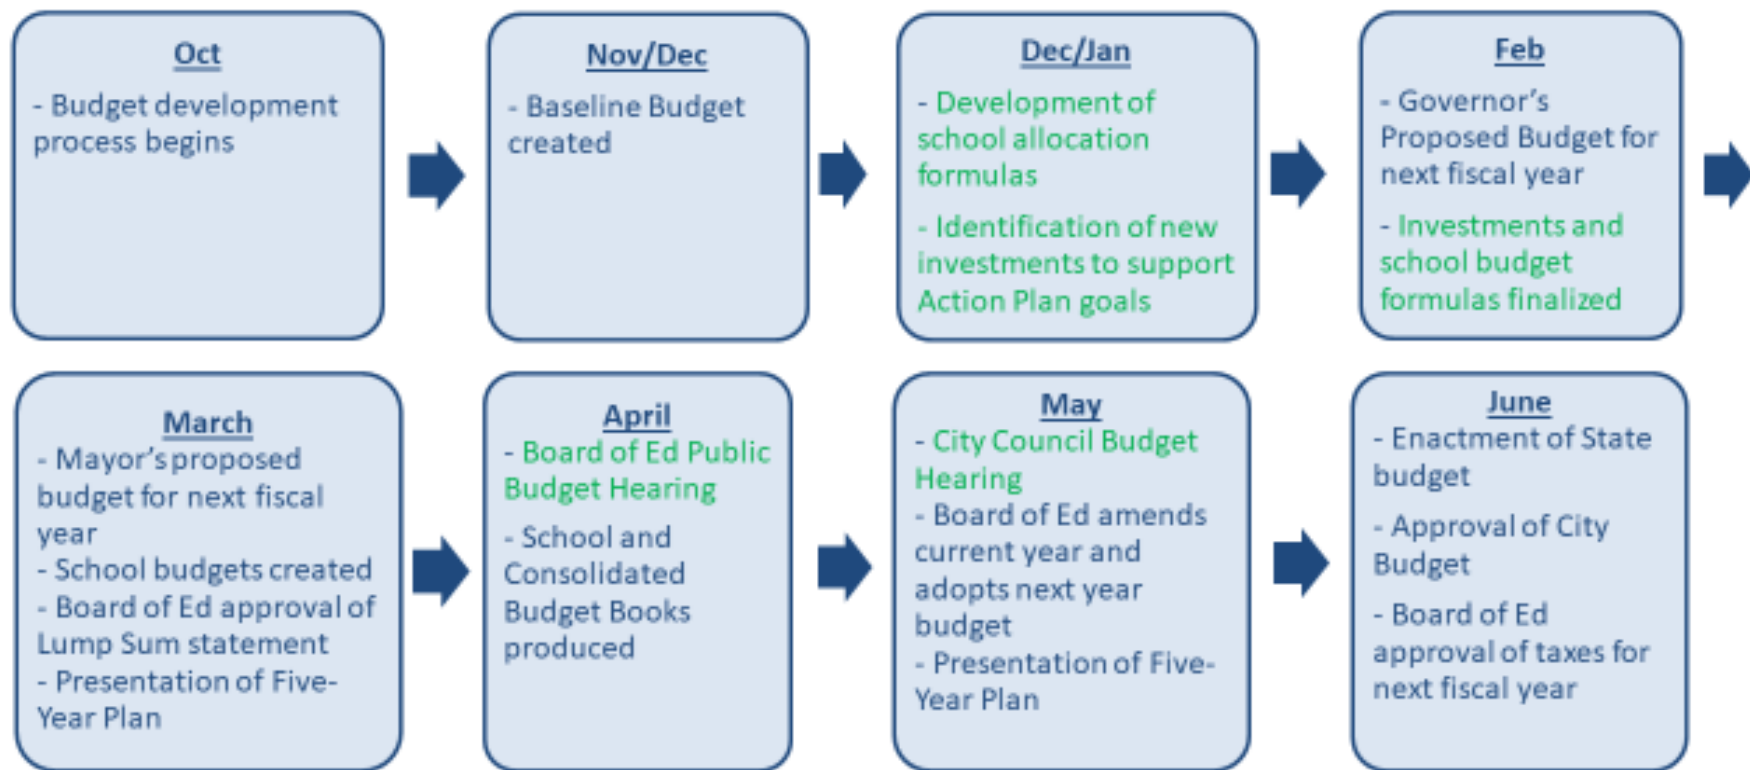 Oct
- Budget development
process begins
Nov/Dec
- Baseline Budget
created
Dec/Jan
- Development of
school allocation
formulas
- Identification of new
investments to support
Action Plan goals
Feb
- Governor's
Proposed Budget for
next fiscal year
- Investments and
school budget
formulas finalized
March
- Mayor's proposed
budget for next fiscal
year
- School budgets created
- Board of Ed approval of
Lump Sum statement
- Presentation of Five-
Year Plan
April
- Board of Ed Public
Budget Hearing
- School and
Consolidated
Budget Books
produced
May
- City Council Budget
Hearing
- Board of Ed amends
current year and
adopts next year
budget
- Presentation of Five-
Year Plan
June
- Enactment of State
budget
- Approval of City
Budget
- Board of Ed
approval of taxes for
next fiscal year